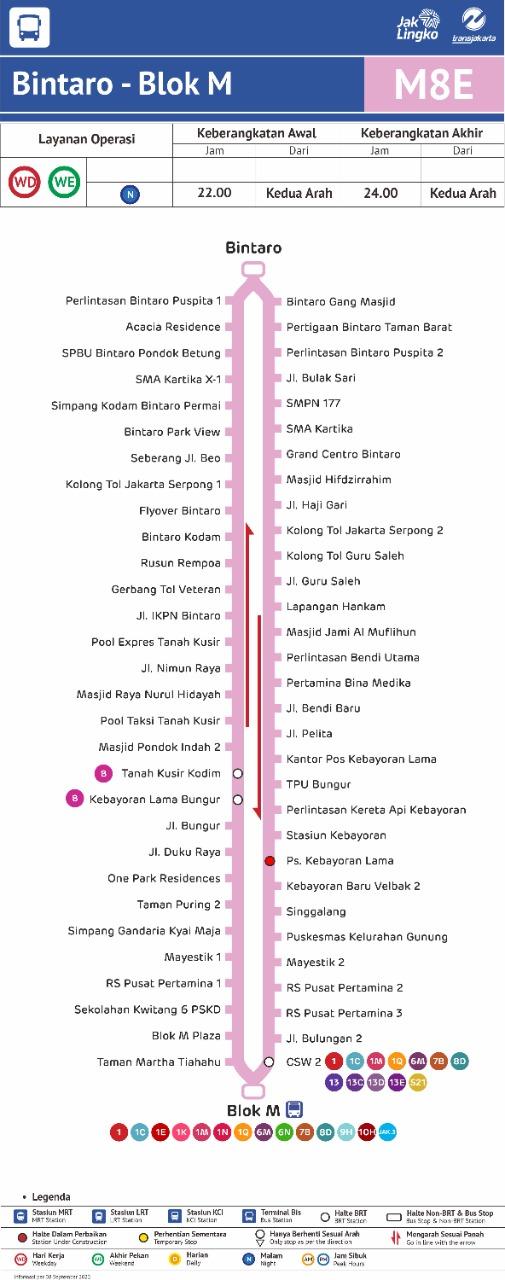 Jak
Lingko
transjakarta
Bintaro - Blok M
M8E
Layanan Operasi
Keberangkatan Awal
Keberangkatan Akhir
Jam
Dari
Jam
Dari
WD
WE
N
22.00
Kedua Arah
24.00
Kedua Arah
Bintaro
Perlintasan Bintaro Puspita 1
Acacia Residence
SPBU Bintaro Pondok Betung
SMA Kartika X-1
Simpang Kodam Bintaro Permai
Bintaro Park View
Seberang Jl. Beo
Kolong Tol Jakarta Serpong 1
Flyover Bintaro
Bintaro Kodam
Rusun Rempoa
Gerbang Tol Veteran
Jl. IKPN Bintaro
Pool Expres Tanah Kusir
Jl. Nimun Raya
Masjid Raya Nurul Hidayah
Pool Taksi Tanah Kusir
Masjid Pondok Indah 2
8 Tanah Kusir Kodim
8 Kebayoran Lama Bungur
Jl. Bungur
Jl. Duku Raya
One Park Residences
Taman Puring 2
Simpang Gandaria Kyai Maja
Mayestik 1
RS Pusat Pertamina 1
Sekolahan Kwitang 6 PSKD
Blok M Plaza
Taman Martha Tiahahu
Bintaro Gang Masjid
Pertigaan Bintaro Taman Barat
Perlintasan Bintaro Puspita 2
Jl. Bulak Sari
SMPN 177
SMA Kartika
Grand Centro Bintaro
Masjid Hifdzirrahim
Jl. Haji Gari
Kolong Tol Jakarta Serpong 2
Kolong Tol Guru Saleh
Jl. Guru Saleh
Lapangan Hankam
Masjid Jami Al Muflihun
Perlintasan Bendi Utama
Pertamina Bina Medika
Jl. Bendi Baru
Jl. Pelita
Kantor Pos Kebayoran Lama
TPU Bungur
Perlintasan Kereta Api Kebayoran
Stasiun Kebayoran
Ps. Kebayoran Lama
Kebayoran Baru Velbak 2
Singgalang
Puskesmas Kelurahan Gunung
Mayestik 2
RS Pusat Pertamina 2
RS Pusat Pertamina 3
Jl. Bulungan 2
CSW 2 1 1C 1M 1Q 6M 7B 8D
13 13C 13D 13E S21
Blok M
1 1C 1E 1K 1M 1N 1Q 6M 6N 7B 8D 9H 10H JAK.3
Legenda
Stasiun MRT
MRT Station
Stasiun LRT
LRT Station
Stasiun KCI
KCI Station
Terminal Bis
Bus Station
Halte BRT
BRT Station
Halte Non-BRT & Bus Stop
Bus Stop & Non-BRT Station
Halte Dalam Perbaikan
Station Under Construction
Perhentian Sementara
Temporary Stop
Hanya Berhenti Sesuai Arah
Only stop as per the direction
Mengarah Sesuai Panah
Go in line with the arrow
WD
Hari Kerja
Weekday
WE
Akhir Pekan
Weekend
D
Harian
Daily
N
Malam
Night
AM
PM
Jam Sibuk
Peak Hours